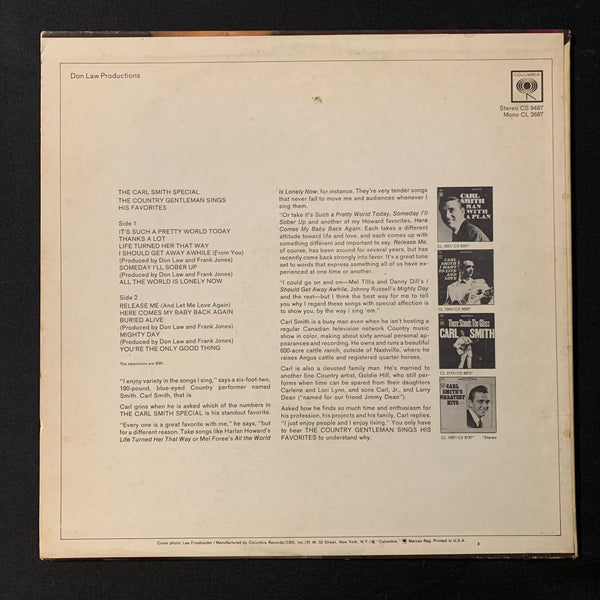 Don Law Productions
COLUMBIA
Stereo CS 9487
Mono CL 2687
THE CARL SMITH SPECIAL
THE COUNTRY GENTLEMAN SINGS
HIS FAVORITES
Side 1
IT'S SUCH A PRETTY WORLD TODAY
THANKS A LOT
LIFE TURNED HER THAT WAY
I SHOULD GET AWAY AWHILE (From You)
(Produced by Don Law and Frank Jones)
SOMEDAY I'LL SOBER UP
(Produced by Don Law and Frank Jones)
ALL THE WORLD IS LONELY NOW
Side 2
RELEASE ME (And Let Me Love Again)
HERE COMES MY BABY BACK AGAIN
BURIED ALIVE
(Produced by Don Law and Frank Jones)
MIGHTY DAY
(Produced by Don Law and Frank Jones)
YOU'RE THE ONLY GOOD THING
The selections are BMI.
"I enjoy variety in the songs I sing," says a six-foot-two,
190-pound, blue-eyed Country performer named
Smith. Carl Smith, that is.
Carl grins when he is asked which of the numbers in
THE CARL SMITH SPECIAL is his standout favorite.
"Every one is a great favorite with me," he says, "but
for a different reason. Take songs like Harlan Howard's
Life Turned Her That Way or Mel Foree's All the World
Is Lonely Now, for instance. They're very tender songs
that never fail to move me and audiences whenever I
sing them.
"Or take It's Such a Pretty World Today, Someday I'll
Sober Up and another of my Howard favorites, Here
Comes My Baby Back Again. Each takes a different
attitude toward life and love, and each comes up with
something different and important to say. Release Me,
of course, has been around for several years, but has
recently come back strongly into favor. It's a great tune
set to words that express something all of us have ex-
perienced at one time or another.
"I could go on and on—Mel Tillis and Danny Dill's I
Should Get Away Awhile, Johnny Russell's Mighty Day
and the rest—but I think the best way for me to tell
you why I regard these songs with special affection is
to show you, by the way I sing 'em."
Carl Smith is a busy man even when he isn't hosting a
regular Canadian television network Country music
show in color, making about sixty annual personal ap-
pearances and recording. He owns and runs a beautiful
600-acre cattle ranch, outside of Nashville, where he
raises Angus cattle and registered quarter horses.
Carl is also a devoted family man. He's married to
another fine Country artist, Goldie Hill, who still per-
forms when time can be spared from their daughters
Carlene and Lori Lynn, and sons Carl, Jr., and Larry
Dean ("named for our friend Jimmy Dean").
Asked how he finds so much time and enthusiasm for
his profession, his projects and his family, Carl replies,
"I just enjoy people and I enjoy living." You only have
to hear THE COUNTRY GENTLEMAN SINGS HIS
FAVORITES to understand why.
CARL
SMITH
MAN
WITH A
PLAN
CARL SMITH
I WANT
TO LIVE
AND LOVE
There Stands The Glass
CARL SMITH
CARL
SMITH'S
GREATEST
HITS
*Stereo
Cover photo: Lee Friedlander / Manufactured by Columbia Records/CBS, Inc./51 W. 52 Street, New York, N.Y./® "Columbia," Marcas Reg. Printed in U.S.A.